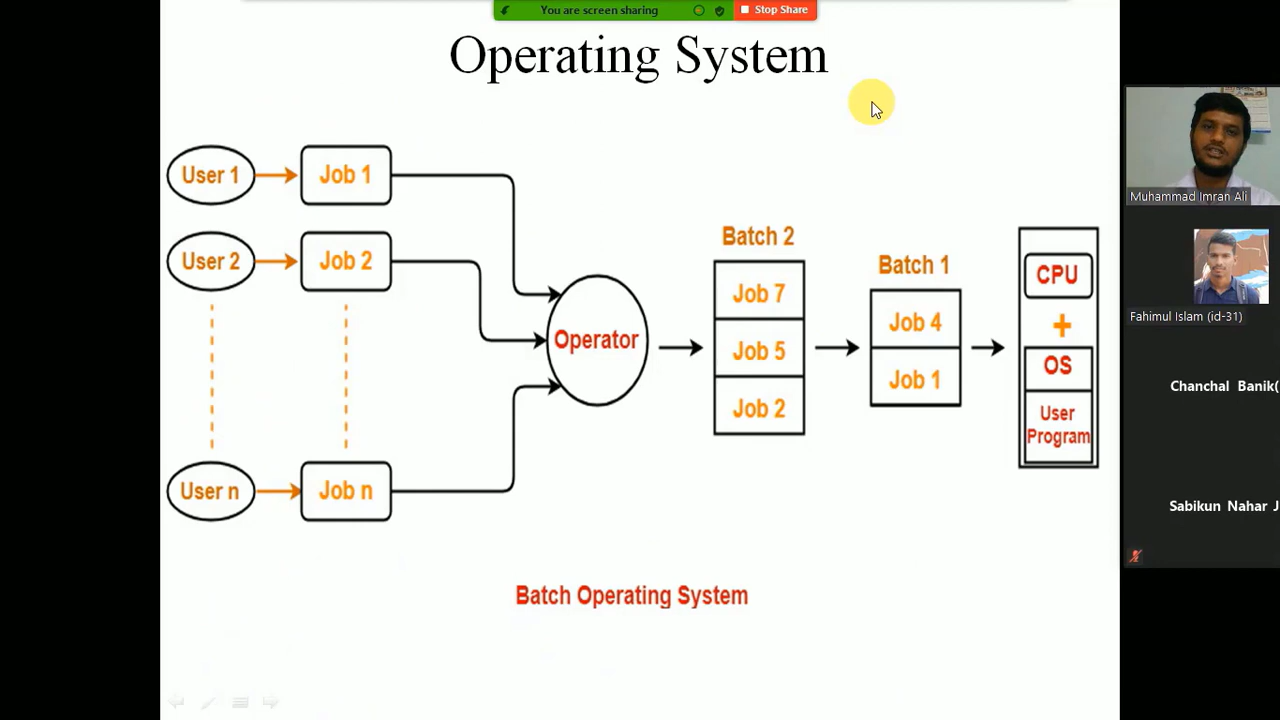 You are screen sharing
Stop Share
Operating System
User 1
Job 1
User 2
Job 2
User n
Job n
Operator
Batch 2
Job 7
Job 5
Job 2
Batch 1
Job 4
Job 1
CPU
+
OS
User
Program
Batch Operating System
Muhammad Imran Ali
Fahimul Islam (id-31)
Chanchal Banik(
Sabikun Nahar J